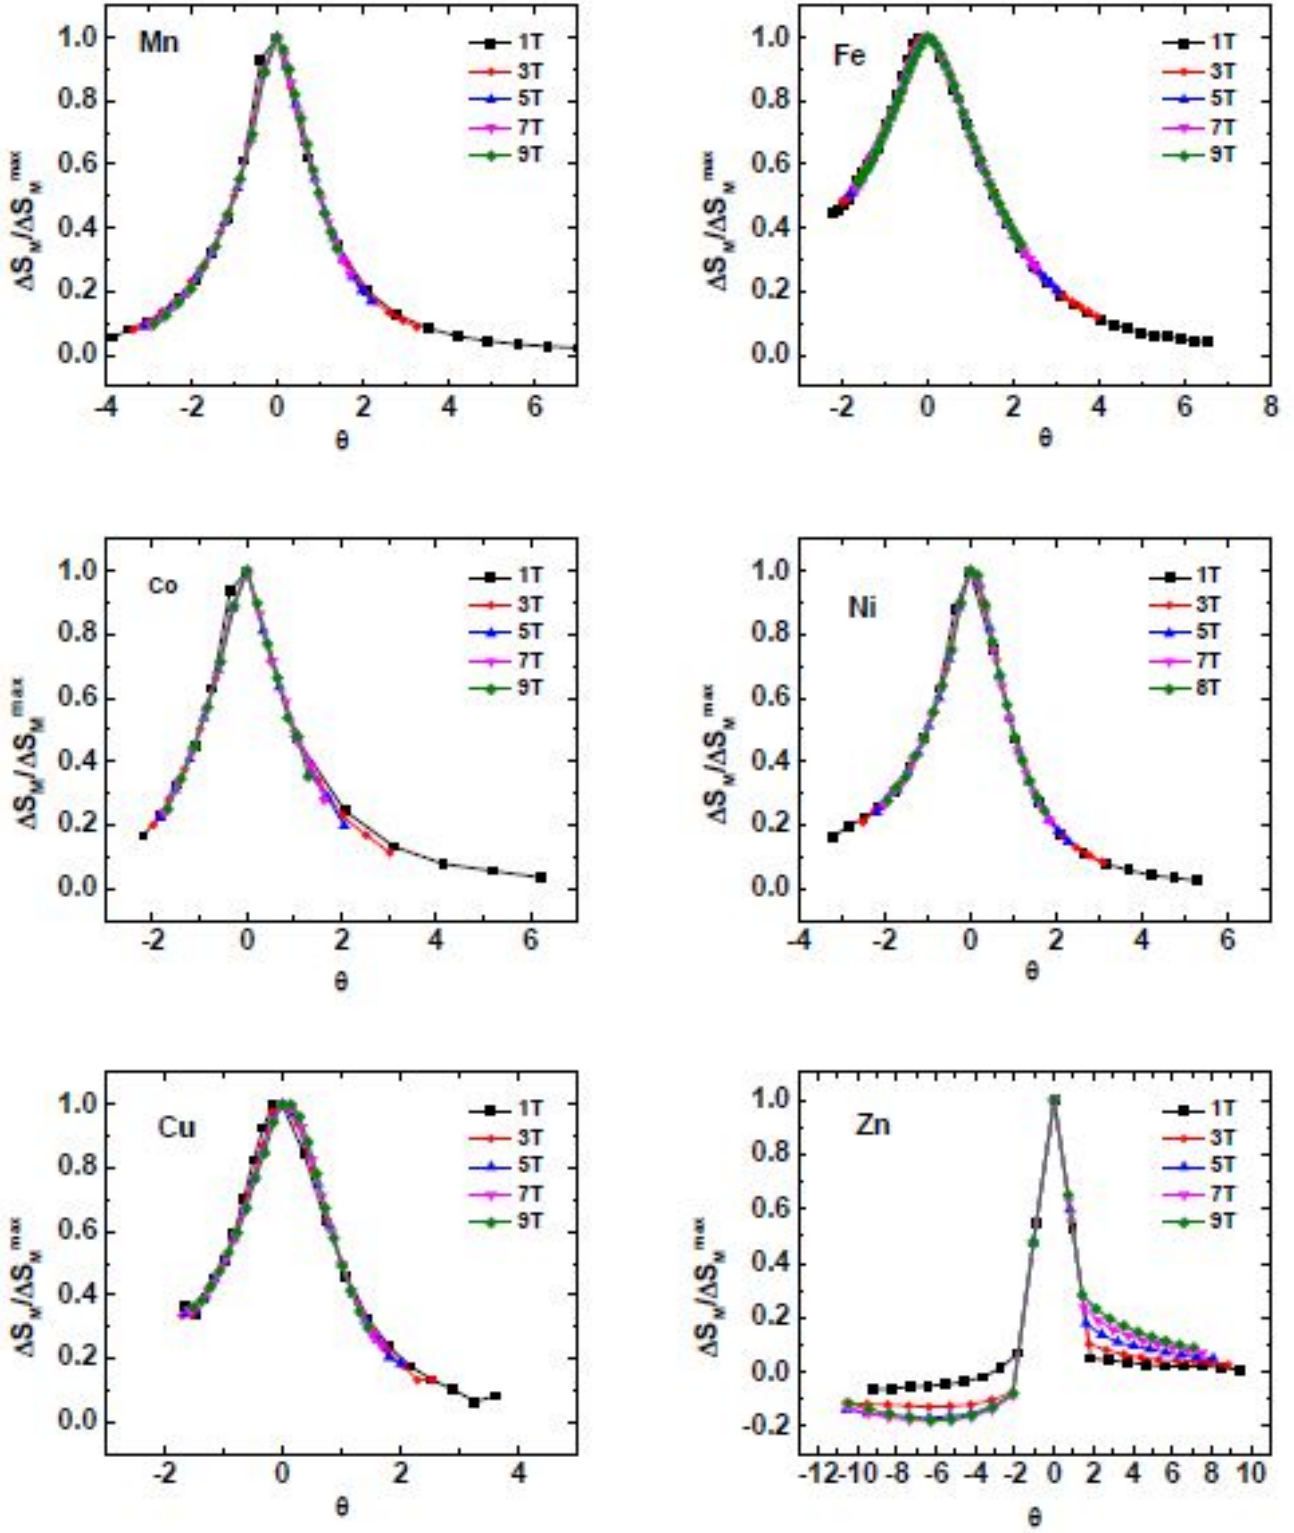 Mn
1T
3T
5T
7T
9T
1.0
0.8
0.6
0.4
0.2
0.0
ΔS_M/ΔS_M^max
-4 -2 0 2 4 6
θ
Fe
1T
3T
5T
7T
9T
1.0
0.8
0.6
0.4
0.2
0.0
ΔS_M/ΔS_M^max
-2 0 2 4 6 8
θ
Co
1T
3T
5T
7T
9T
1.0
0.8
0.6
0.4
0.2
0.0
ΔS_M/ΔS_M^max
-2 0 2 4 6
θ
Ni
1T
3T
5T
7T
8T
1.0
0.8
0.6
0.4
0.2
0.0
ΔS_M/ΔS_M^max
-4 -2 0 2 4 6
θ
Cu
1T
3T
5T
7T
9T
1.0
0.8
0.6
0.4
0.2
0.0
ΔS_M/ΔS_M^max
-2 0 2 4
θ
Zn
1T
3T
5T
7T
9T
1.0
0.8
0.6
0.4
0.2
0.0
-0.2
ΔS_M/ΔS_M^max
-12 -10 -8 -6 -4 -2 0 2 4 6 8 10
θ